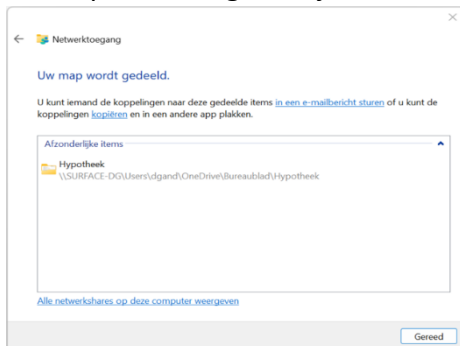 Netwerktoegang
Uw map wordt gedeeld.
U kunt iemand de koppelingen naar deze gedeelde items in een e-mailbericht sturen of u kunt de
koppelingen kopiëren en in een andere app plakken.
Afzonderlijke items
Hypotheek
\\SURFACE-DG\Users\dgand\OneDrive\Bureaublad\Hypotheek
Alle netwerkshares op deze computer weergeven
Gereed